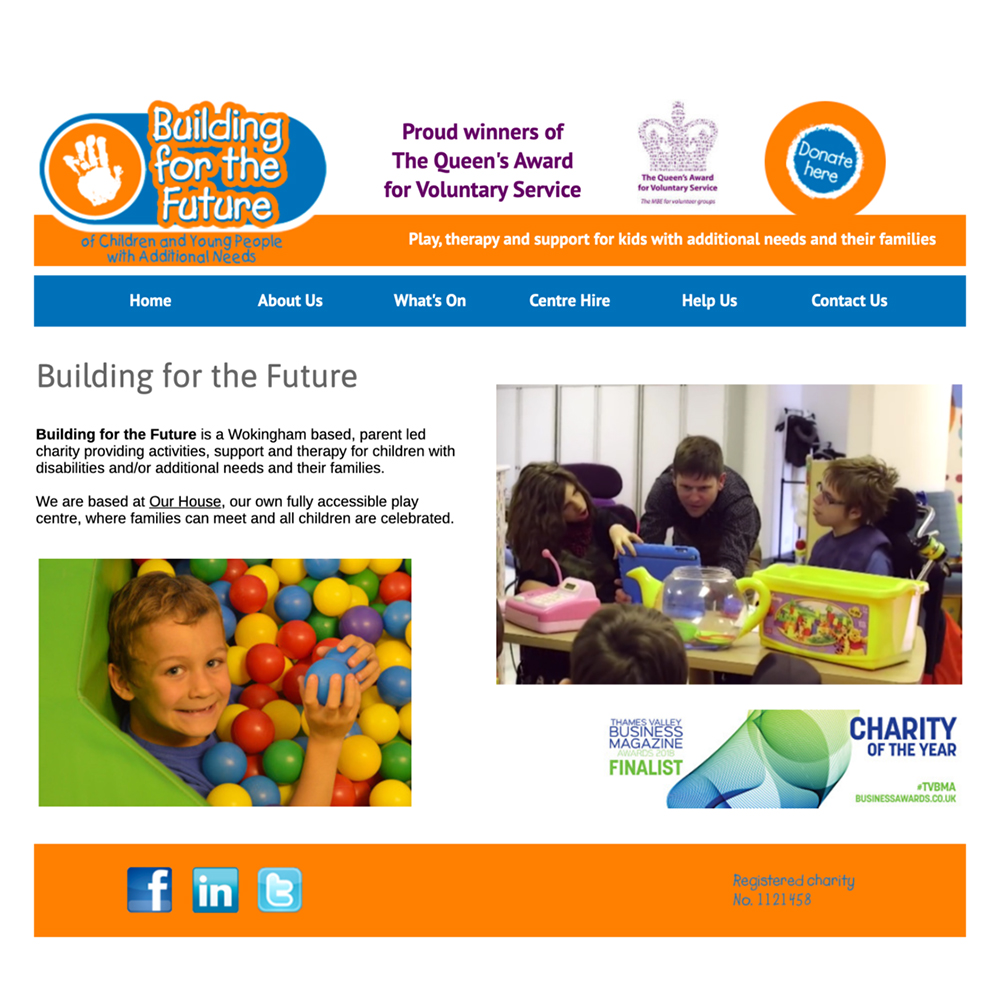 Building
for the
Future
of Children and Young People
with Additional Needs
Proud winners of
The Queen's Award
for Voluntary Service
The Queen's Award
for Voluntary Service
The MBE for volunteer groups
Donate
here
Play, therapy and support for kids with additional needs and their families
Home About Us What's On Centre Hire Help Us Contact Us
Building for the Future
Building for the Future is a Wokingham based, parent led
charity providing activities, support and therapy for children with
disabilities and/or additional needs and their families.
We are based at Our House, our own fully accessible play
centre, where families can meet and all children are celebrated.
THAMES VALLEY
BUSINESS
MAGAZINE
AWARDS 2018
FINALIST
CHARITY
OF THE YEAR
#TVBMA
BUSINESSAWARDS.CO.UK
f in t
Registered charity
No. 1121458